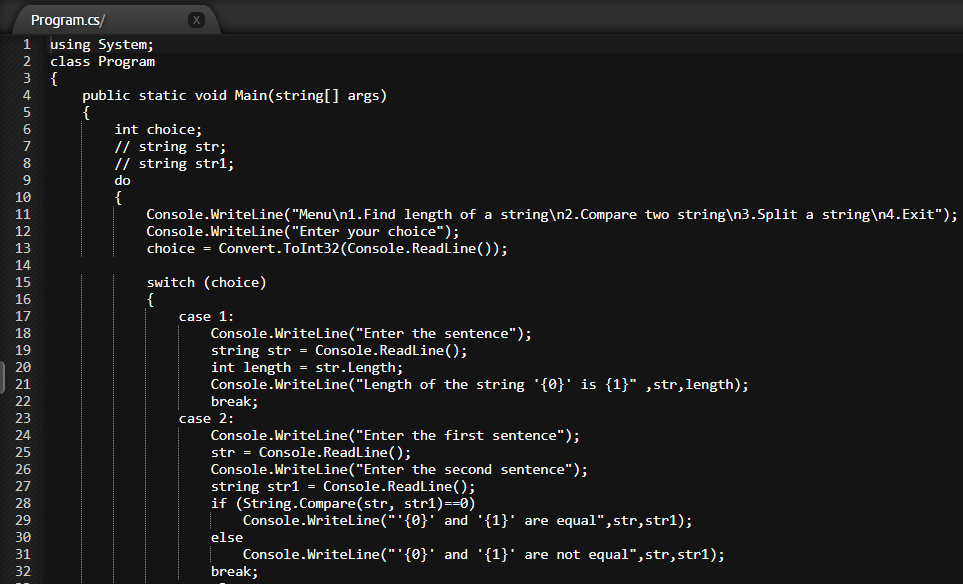 Program.cs/ X
1 using System;
2 class Program
3 {
4 public static void Main(string[] args)
5 {
6 int choice;
7 // string str;
8 // string str1;
9 do
10 {
11 Console.WriteLine("Menu\n1.Find length of a string\n2.Compare two string\n3.Split a string\n4.Exit");
12 Console.WriteLine("Enter your choice");
13 choice = Convert.ToInt32(Console.ReadLine());
14
15 switch (choice)
16 {
17 case 1:
18 Console.WriteLine("Enter the sentence");
19 string str = Console.ReadLine();
20 int length = str.Length;
21 Console.WriteLine("Length of the string '{0}' is {1}" ,str,length);
22 break;
23 case 2:
24 Console.WriteLine("Enter the first sentence");
25 str = Console.ReadLine();
26 Console.WriteLine("Enter the second sentence");
27 string str1 = Console.ReadLine();
28 if (String.Compare(str, str1)==0)
29 Console.WriteLine("'{0}' and '{1}' are equal",str,str1);
30 else
31 Console.WriteLine("'{0}' and '{1}' are not equal",str,str1);
32 break;